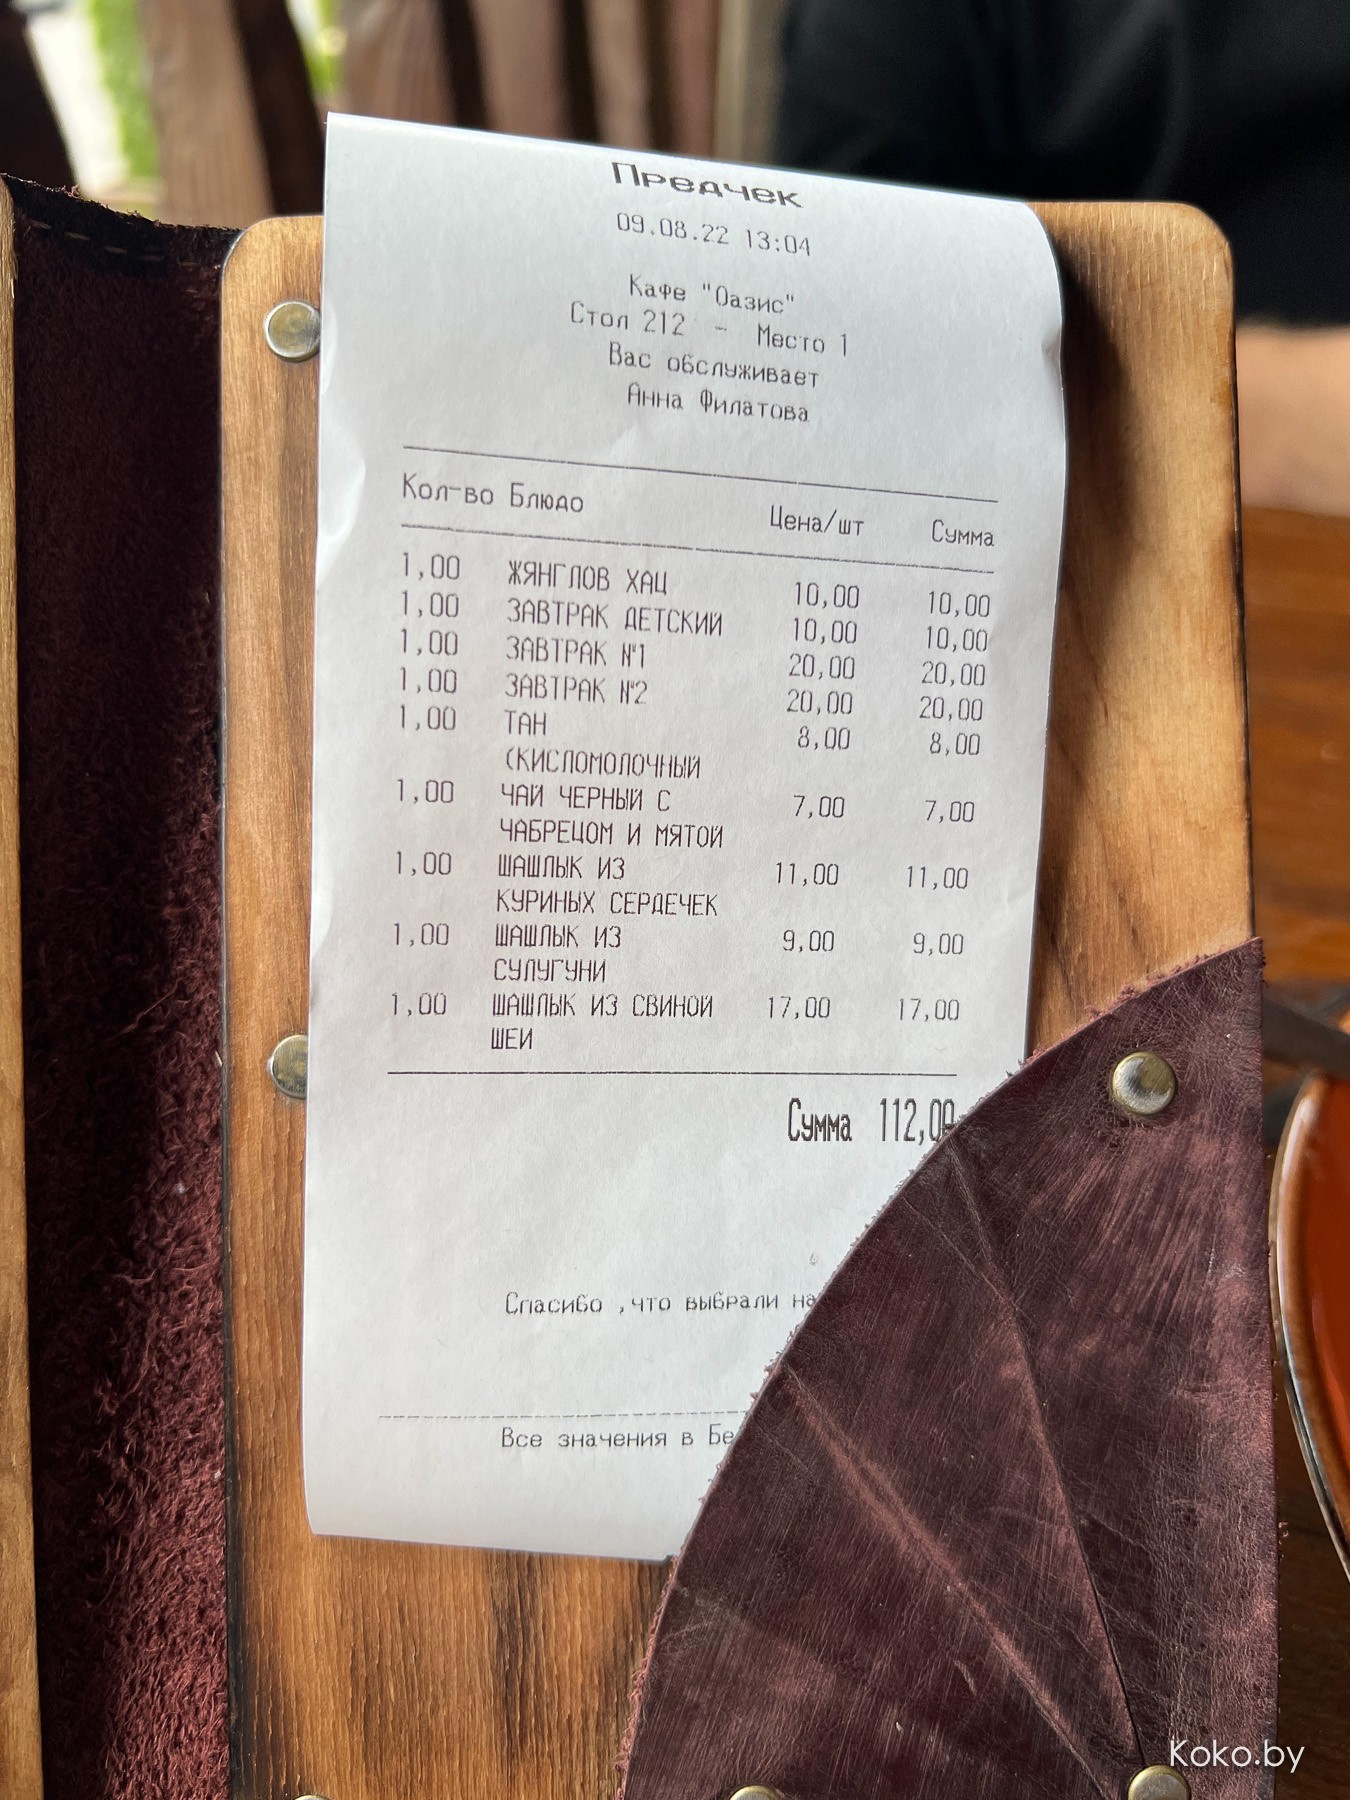 Предчек
09.08.22 13:04
Кафе "Оазис"
Стол 212 - Место 1
Вас обслуживает
Анна Филатова
Кол-во Блюдо Цена/шт Сумма
1,00 ЖЯНГЛОВ ХАЦ 10,00 10,00
1,00 ЗАВТРАК ДЕТСКИЙ 10,00 10,00
1,00 ЗАВТРАК №1 20,00 20,00
1,00 ЗАВТРАК №2 20,00 20,00
1,00 ТАН 8,00 8,00
(КИСЛОМОЛОЧНЫЙ
1,00 ЧАЙ ЧЕРНЫЙ С 7,00 7,00
ЧАБРЕЦОМ И МЯТОЙ
1,00 ШАШЛЫК ИЗ 11,00 11,00
КУРИНЫХ СЕРДЕЧЕК
1,00 ШАШЛЫК ИЗ 9,00 9,00
СУЛУГУНИ
1,00 ШАШЛЫК ИЗ СВИНОЙ 17,00 17,00
ШЕИ
Сумма 112,00
Спасибо ,что выбрали
Все значения в
Koko.by